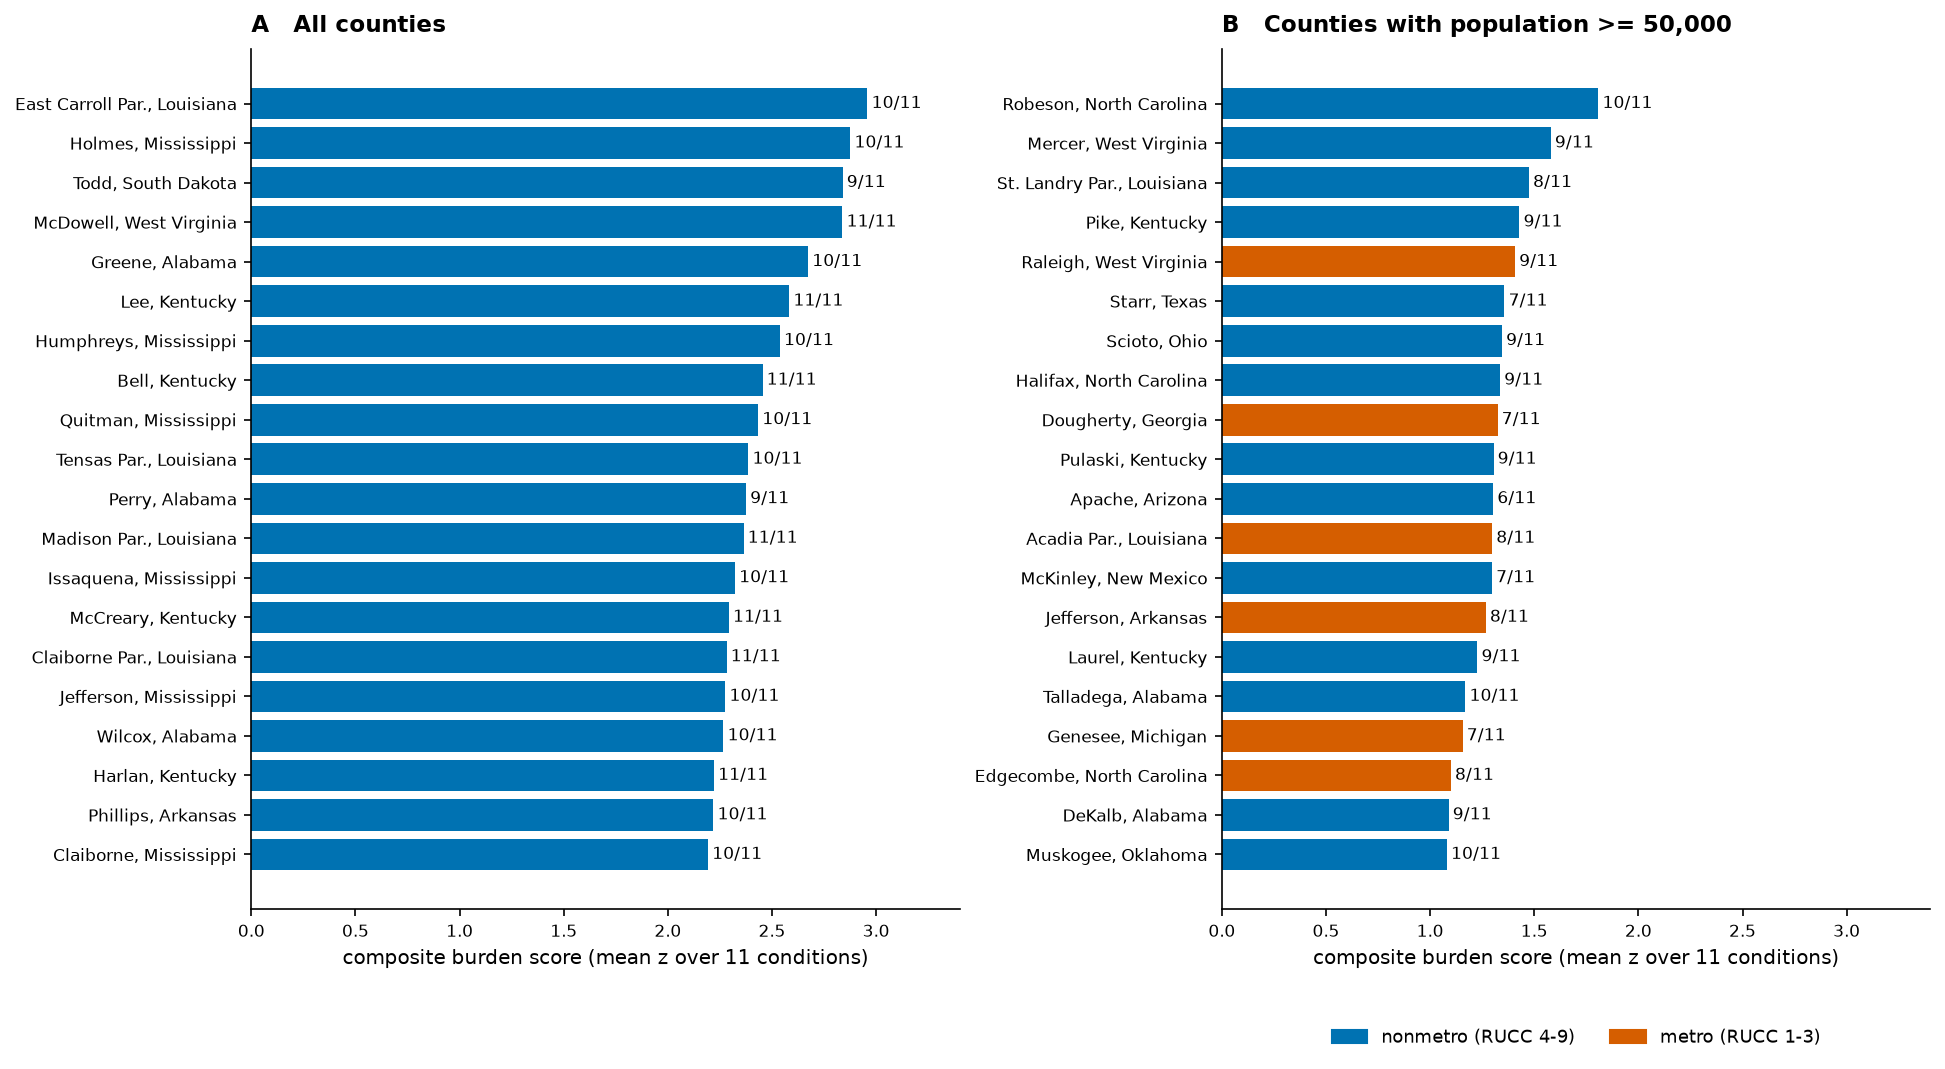 A   All counties
East Carroll Par., Louisiana 10/11
Holmes, Mississippi 10/11
Todd, South Dakota 9/11
McDowell, West Virginia 11/11
Greene, Alabama 10/11
Lee, Kentucky 11/11
Humphreys, Mississippi 10/11
Bell, Kentucky 11/11
Quitman, Mississippi 10/11
Tensas Par., Louisiana 10/11
Perry, Alabama 9/11
Madison Par., Louisiana 11/11
Issaquena, Mississippi 10/11
McCreary, Kentucky 11/11
Claiborne Par., Louisiana 11/11
Jefferson, Mississippi 10/11
Wilcox, Alabama 10/11
Harlan, Kentucky 11/11
Phillips, Arkansas 10/11
Claiborne, Mississippi 10/11
0.0 0.5 1.0 1.5 2.0 2.5 3.0
composite burden score (mean z over 11 conditions)
B   Counties with population >= 50,000
Robeson, North Carolina 10/11
Mercer, West Virginia 9/11
St. Landry Par., Louisiana 8/11
Pike, Kentucky 9/11
Raleigh, West Virginia 9/11
Starr, Texas 7/11
Scioto, Ohio 9/11
Halifax, North Carolina 9/11
Dougherty, Georgia 7/11
Pulaski, Kentucky 9/11
Apache, Arizona 6/11
Acadia Par., Louisiana 8/11
McKinley, New Mexico 7/11
Jefferson, Arkansas 8/11
Laurel, Kentucky 9/11
Talladega, Alabama 10/11
Genesee, Michigan 7/11
Edgecombe, North Carolina 8/11
DeKalb, Alabama 9/11
Muskogee, Oklahoma 10/11
0.0 0.5 1.0 1.5 2.0 2.5 3.0
composite burden score (mean z over 11 conditions)
nonmetro (RUCC 4-9) metro (RUCC 1-3)